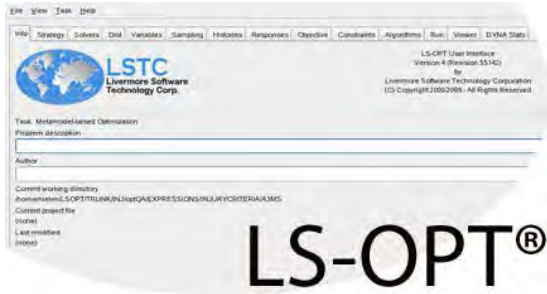 File View Task Help
Info Strategy Solvers Dist Variables Sampling Histories Responses Objective Constraints Algorithms Run Viewer DYNA Stats
LS-OPT User Interface
Version 4 (Revision 55142)
by
Livermore Software Technology Corporation
(C) Copyright 2000-2009 - All Rights Reserved
LSTC
Livermore Software
Technology Corp.
Task: Metamodel-based Optimization
Problem description
Author
Current working directory
Current project file
(none)
Last modified
(none)
LS-OPT®